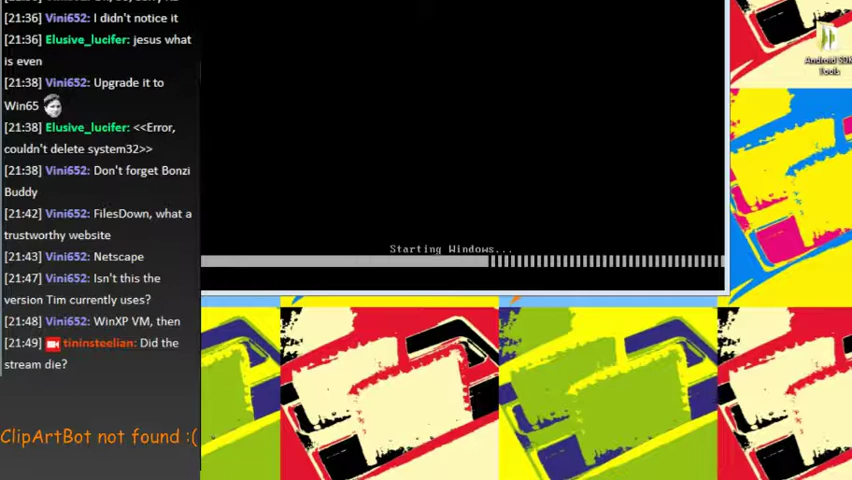 [21:36] Vini652: I didn't notice it
[21:36] Elusive_lucifer: jesus what
is even
[21:38] Vini652: Upgrade it to
Win65
[21:38] Elusive_lucifer: <<Error,
couldn't delete system32>>
[21:38] Vini652: Don't forget Bonzi
Buddy
[21:42] Vini652: FilesDown, what a
trustworthy website
[21:43] Vini652: Netscape
[21:47] Vini652: Isn't this the
version Tim currently uses?
[21:48] Vini652: WinXP VM, then
[21:49] tininsteelian: Did the
stream die?
ClipArtBot not found :(
Starting Windows...
Android SDK
Tools